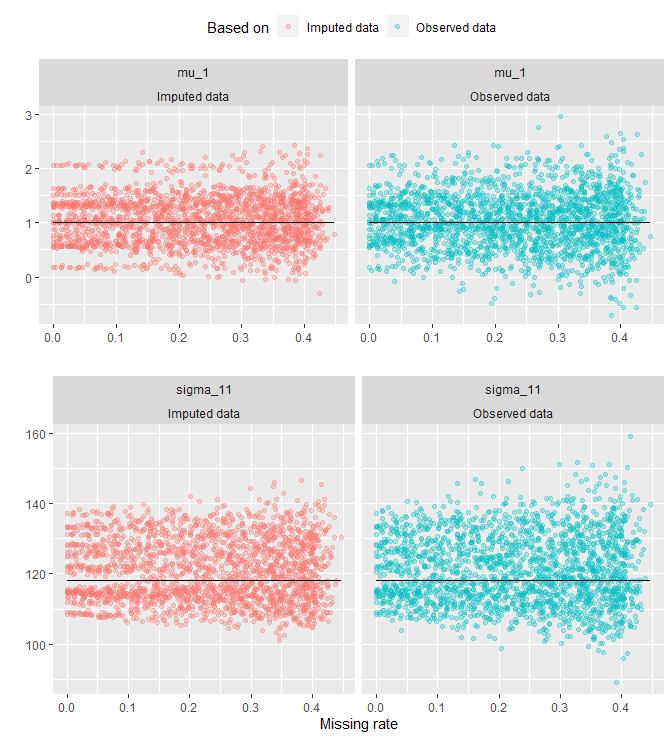 Based on Imputed data Observed data
mu_1 mu_1
Imputed data Observed data
3
2
1
0
0.0 0.1 0.2 0.3 0.4 0.0 0.1 0.2 0.3 0.4
sigma_11 sigma_11
Imputed data Observed data
160
140
120
100
0.0 0.1 0.2 0.3 0.4 0.0 0.1 0.2 0.3 0.4
Missing rate